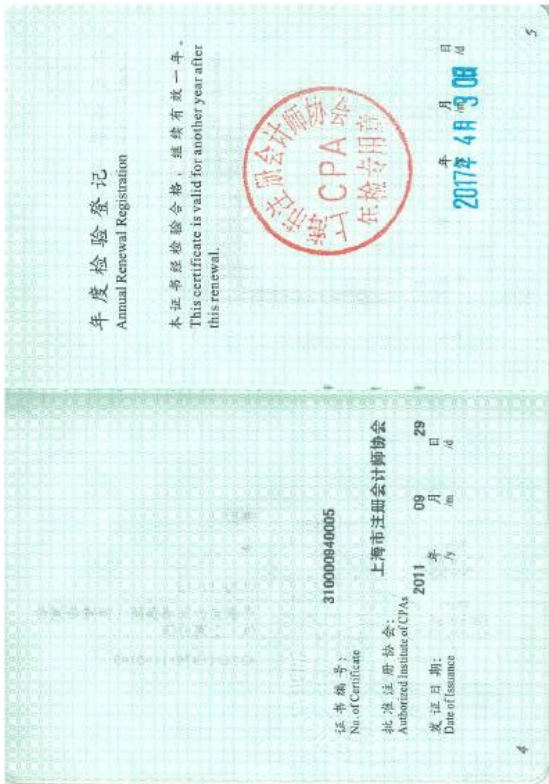 证书编号:
No. of Certificate
310000940005
批准注册协会:
Authorized Institute of CPAs
上海市注册会计师协会
发证日期:
Date of Issuance
2011 年 09 月 29 日
/y /m /d
4
年度检验登记
Annual Renewal Registration
本证书经检验合格，继续有效一年。
This certificate is valid for another year after
this renewal.
上海市注册会计师协会
CPA
年检专用章
年 月 日
/m /d
2017年 4月 30日
5